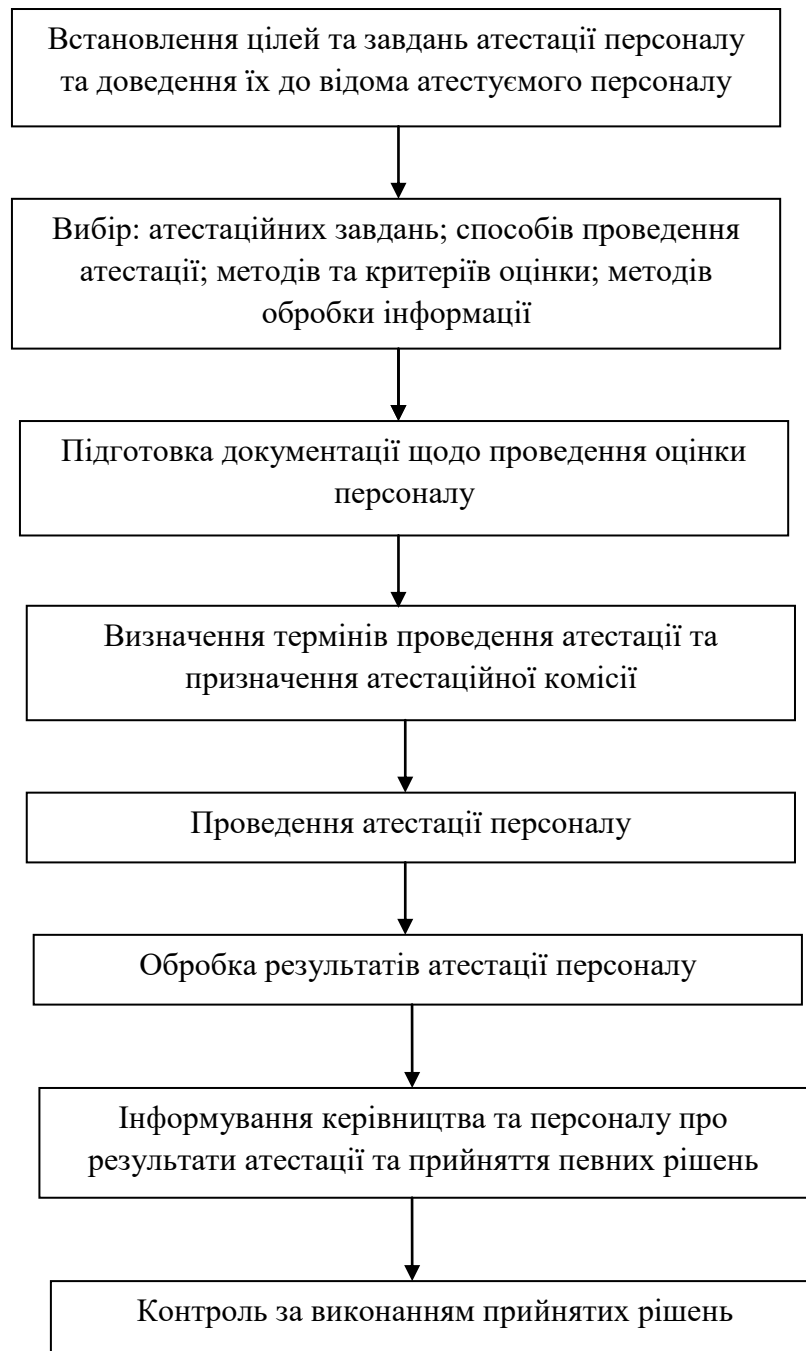 Встановлення цілей та завдань атестації персоналу
та доведення їх до відома атестуємого персоналу
Вибір: атестаційних завдань; способів проведення
атестації; методів та критеріїв оцінки; методів
обробки інформації
Підготовка документації щодо проведення оцінки
персоналу
Визначення термінів проведення атестації та
призначення атестаційної комісії
Проведення атестації персоналу
Обробка результатів атестації персоналу
Інформування керівництва та персоналу про
результати атестації та прийняття певних рішень
Контроль за виконанням прийнятих рішень